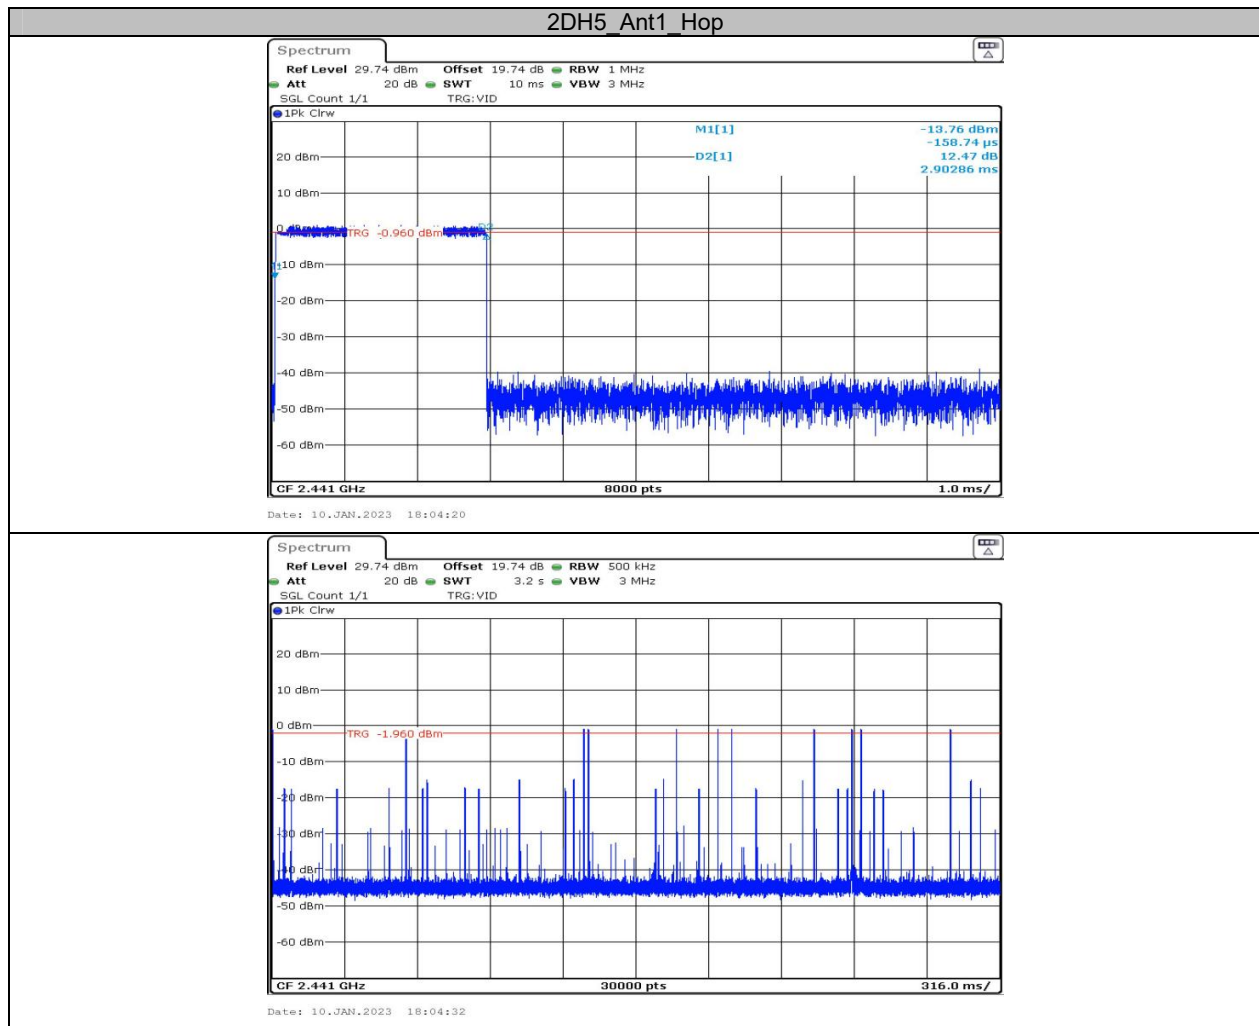 2DH5_Ant1_Hop
Spectrum
Ref Level 29.74 dBm Offset 19.74 dB RBW 1 MHz
Att 20 dB SWT 10 ms VBW 3 MHz
SGL Count 1/1 TRG:VID
1Pk Clrw
M1[1] -13.76 dBm
-158.74 µs
20 dBm D2[1] 12.47 dB
2.90286 ms
10 dBm
TRG -0.960 dBm
-10 dBm
-20 dBm
-30 dBm
-40 dBm
-50 dBm
-60 dBm
CF 2.441 GHz 8000 pts 1.0 ms/
Date: 10.JAN.2023 18:04:20
Spectrum
Ref Level 29.74 dBm Offset 19.74 dB RBW 500 kHz
Att 20 dB SWT 3.2 s VBW 3 MHz
SGL Count 1/1 TRG:VID
1Pk Clrw
20 dBm
10 dBm
0 dBm
TRG -1.960 dBm
-10 dBm
-20 dBm
-30 dBm
-50 dBm
-60 dBm
CF 2.441 GHz 30000 pts 316.0 ms/
Date: 10.JAN.2023 18:04:32